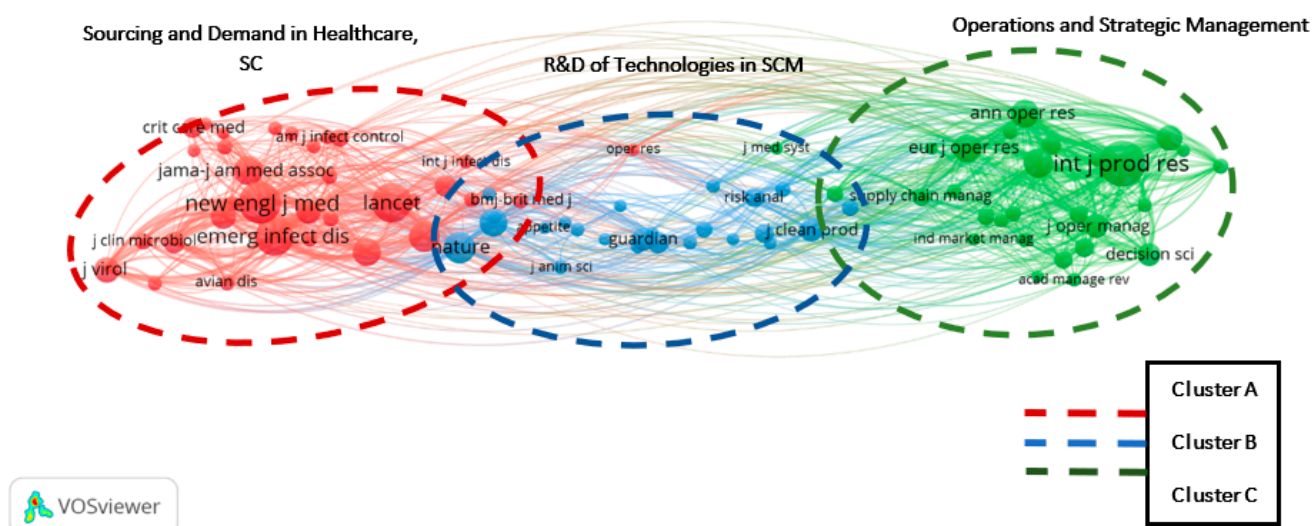 Operations and Strategic Management
Sourcing and Demand in Healthcare,
SC
R&D of Technologies in SCM
crit care med
am j infect control
int j infect dis
jama-j am med assoc
new engl j med
lancet
bmj-brit med j
emerg infect dis
j clin microbiol
j virol
avian dis
nature
appetite
j anim sci
guardian
oper res
j med syst
risk anal
j clean prod
supply chain manag
ann oper res
eur j oper res
int j prod res
ind market manag
j oper manag
decision sci
acad manage rev
Cluster A
Cluster B
Cluster C
VOSviewer